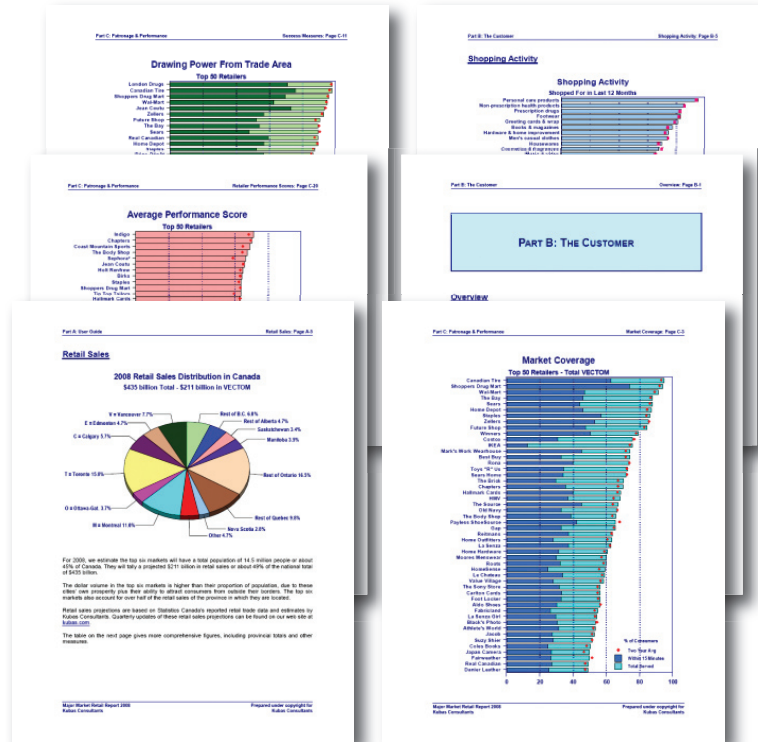 Part C: Patronage & Performance
Success Measures: Page C-11
Drawing Power From Trade Area
Top 50 Retailers
London Drugs
Canadian Tire
Shoppers Drug Mart
Wal-Mart
Jean Coutu
Zellers
Future Shop
The Bay
Sears
Real Canadian
Home Depot
Staples
Part B: The Customer
Shopping Activity: Page B-5
Shopping Activity
Shopping Activity
Shopped For in Last 12 Months
Personal care products
Non-prescription health products
Prescription drugs
Footwear
Greeting cards & wrap
Books & magazines
Hardware & home improvement
Men's casual clothes
Housewares
Cosmetics & fragrances
Part C: Patronage & Performance
Retailer Performance Scores: Page C-20
Average Performance Score
Top 50 Retailers
Indigo
Chapters
Coast Mountain Sports
The Body Shop
Sephora*
Jean Coutu
Holt Renfrew
Birks
Staples
Shoppers Drug Mart
Tip Top Tailors
Hallmark Cards
Part B: The Customer
Overview: Page B-1
PART B: THE CUSTOMER
Overview
Part A: User Guide
Retail Sales: Page A-5
Retail Sales
2008 Retail Sales Distribution in Canada
$435 billion Total - $211 billion in VECTOM
V = Vancouver 7.7%
Rest of B.C. 6.0%
E = Edmonton 4.7%
Rest of Alberta 4.7%
Saskatchewan 3.4%
C = Calgary 5.7%
Manitoba 3.5%
T = Toronto 15.8%
Rest of Ontario 16.5%
O = Ottawa-Gat. 3.7%
Rest of Quebec 9.6%
M = Montreal 11.0%
Nova Scotia 2.8%
Other 4.7%
For 2008, we estimate the top six markets will have a total population of 14.5 million people or about
45% of Canada. They will tally a projected $211 billion in retail sales or about 49% of the national total
of $435 billion.
The dollar volume in the top six markets is higher than their proportion of population, due to these
cities' own prosperity plus their ability to attract consumers from outside their borders. The top six
markets also account for over half of the retail sales of the province in which they are located.
Retail sales projections are based on Statistics Canada's reported retail trade data and estimates by
Kubas Consultants. Quarterly updates of these retail sales projections can be found on our web site at
kubas.com
The table on the next page gives more comprehensive figures, including provincial totals and other
measures.
Major Market Retail Report 2008
Kubas Consultants
Prepared under copyright for
Kubas Consultants
Part C: Patronage & Performance
Market Coverage: Page C-3
Market Coverage
Top 50 Retailers - Total VECTOM
Canadian Tire
Shoppers Drug Mart
Wal-Mart
The Bay
Sears
Home Depot
Staples
Zellers
Future Shop
Winners
Costco
IKEA
Mark's Work Wearhouse
Best Buy
Rona
Toys "R" Us
Sears Home
The Brick
Chapters
Hallmark Cards
HMV
The Source
Old Navy
The Body Shop
Payless ShoeSource
Gap
Reitmans
Home Outfitters
La Senza
Home Hardware
Moores Menswear
Roots
HomeSense
Le Chateau
Value Village
The Sony Store
Carlton Cards
Foot Locker
Aldo Shoes
Fabricland
La Senza Girl
Black's Photo
Athlete's World
Jacob
Suzy Shier
Coles Books
Japan Camera
Fairweather
Real Canadian
Danier Leather
% of Consumers
Two Year Avg
Within 15 Minutes
Total Served
0 20 40 60 80 100
Major Market Retail Report 2008
Kubas Consultants
Prepared under copyright for
Kubas Consultants